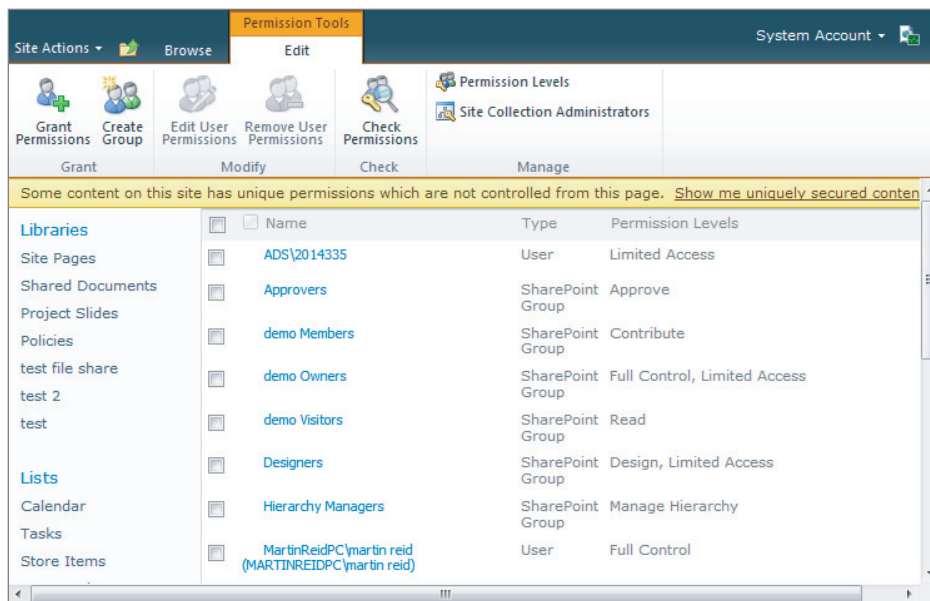 Permission Tools
Site Actions
Browse
Edit
System Account
Grant Permissions
Create Group
Edit User Permissions
Remove User Permissions
Check Permissions
Permission Levels
Site Collection Administrators
Grant
Modify
Check
Manage
Some content on this site has unique permissions which are not controlled from this page. Show me uniquely secured conten
Libraries
Site Pages
Shared Documents
Project Slides
Policies
test file share
test 2
test
Lists
Calendar
Tasks
Store Items
Name Type Permission Levels
ADS\2014335 User Limited Access
Approvers SharePoint Group Approve
demo Members SharePoint Group Contribute
demo Owners SharePoint Group Full Control, Limited Access
demo Visitors SharePoint Group Read
Designers SharePoint Group Design, Limited Access
Hierarchy Managers SharePoint Group Manage Hierarchy
MartinReidPC\martin reid (MARTINREIDPC\martin reid) User Full Control